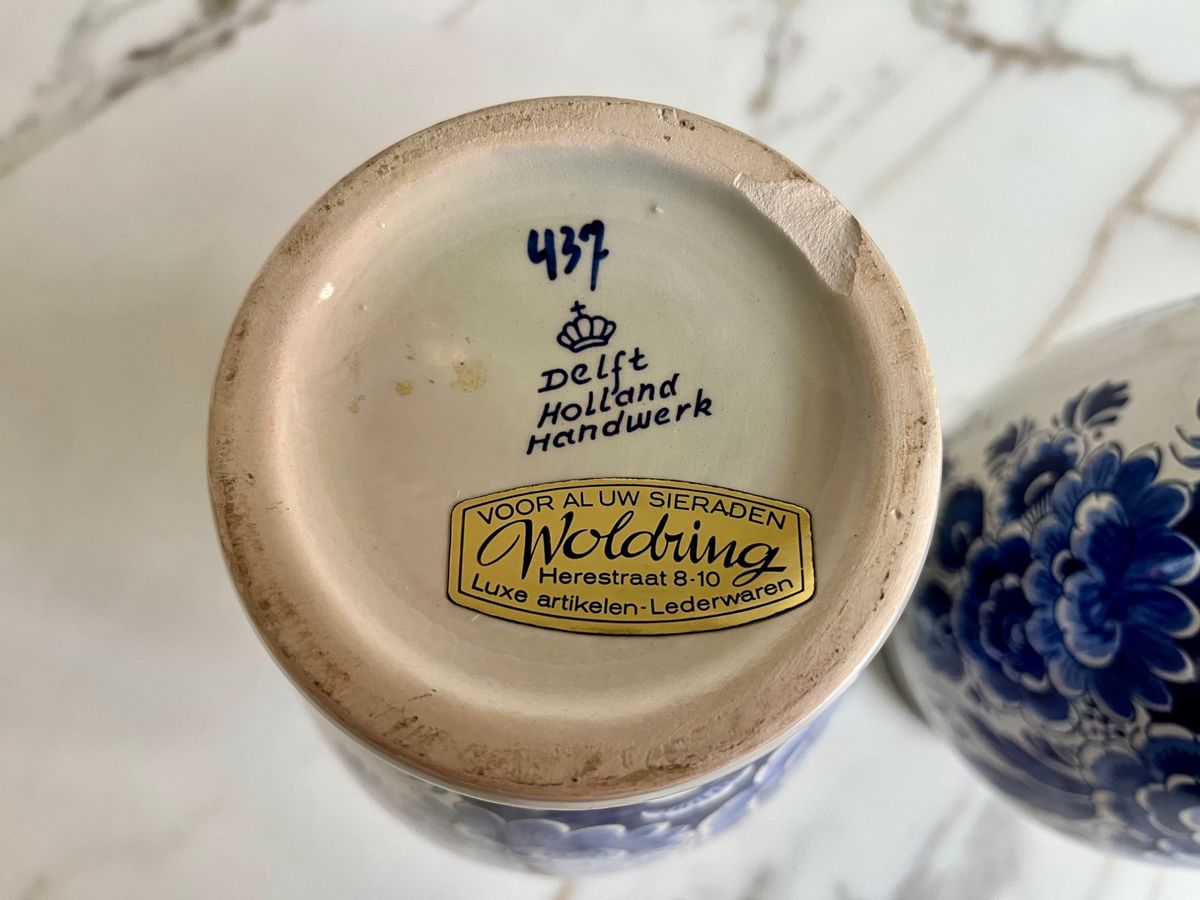 437
Delft
Holland
Handwerk
VOOR AL UW SIERADEN
Woldring
Herestraat 8-10
Luxe artikelen-Lederwaren